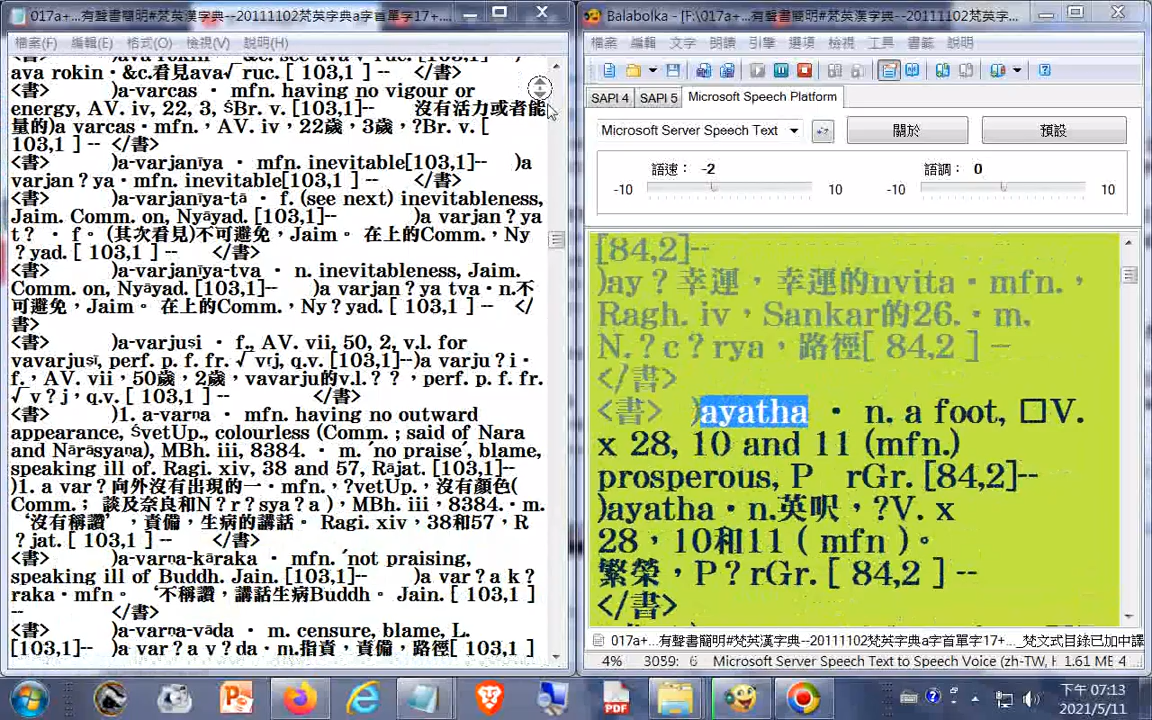 017a+...有聲書簡明#梵英漢字典--20111102梵英字典a字首單字17+...
檔案(F) 編輯(E) 格式(O) 檢視(V) 說明(H)
ava rokin‧&c.看見ava√ ruc. [ 103,1 ] -- </書>
<書> )a-varcas ‧ mfn. having no vigour or
energy, AV. iv, 22, 3, ŚBr. v. [103,1]-- 沒有活力或者能
量的)a varcas‧mfn.，AV. iv，22歲，3歲，?Br. v. [
103,1 ] -- </書>
<書> )a-varjanīya ‧ mfn. inevitable[103,1]-- )a
varjan？ya‧mfn. inevitable[ 103,1 ] -- </書>
<書> )a-varjanīya-tā ‧ f. (see next) inevitableness,
Jaim. Comm. on, Nyāyad. [103,1]-- )a varjan？ya
t？ ‧ f。(其次看見)不可避免，Jaim。 在上的Comm.，Ny
？yad. [ 103,1 ] -- </書>
<書> )a-varjanīya-tva ‧ n. inevitableness, Jaim.
Comm. on, Nyāyad. [103,1]-- )a varjan？ya tva‧n.不
可避免，Jaim。 在上的Comm.，Ny？yad. [ 103,1 ] -- </
書>
<書> )a-varjuṣi ‧ f., AV. vii, 50, 2, v.l. for
vavarjuṣī, perf. p. f. fr. √ vṛj, q.v. [103,1]--)a varju？i‧
f.，AV. vii，50歲，2歲，vavarju的v.l.？？，perf. p. f. fr.
√ v？j，q.v. [ 103,1 ] -- </書>
<書> )1. a-varṇa ‧ mfn. having no outward
appearance, ŚvetUp., colourless (Comm. ; said of Nara
and Nārāsyaṇa), MBh. iii, 8384. ‧ m. 'no praise', blame,
speaking ill of. Ragi. xiv, 38 and 57, Rājat. [103,1]--
)1. a var？向外沒有出現的一‧mfn.，?vetUp.，沒有顏色(
Comm.； 談及奈良和N？r？sya？a )，MBh. iii，8384.‧m.
‘沒有稱讚’，責備，生病的講話。 Ragi. xiv，38和57，R
？jat. [ 103,1 ] -- </書>
<書> )a-varṇa-kāraka ‧ mfn. 'not praising,
speaking ill of Buddh. Jain. [103,1]-- )a var？a k？
raka‧mfn。 ‘不稱讚，講話生病Buddh。 Jain. [ 103,1 ]
-- </書>
<書> )a-varṇa-vāda ‧ m. censure, blame, L.
[103,1]-- )a var？a v？da‧m.指責，責備，路徑[ 103,1 ]
Balabolka - [F:\017a+...有聲書簡明#梵英漢字典--20111102梵英字...
檔案 編輯 文字 朗讀 引擎 選項 檢視 工具 書籤 說明
SAPI 4 SAPI 5 Microsoft Speech Platform
Microsoft Server Speech Text 關於 預設
語速： -2 語調： 0
-10 10 -10 10
[84,2]--
)ay？幸運，幸運的nvita‧mfn.，
Ragh. iv，Sankar的26.‧m.
N.？c？rya，路徑[ 84,2 ] --
</書>
<書> )ayatha ‧ n. a foot, □V.
x 28, 10 and 11 (mfn.)
prosperous, P rGr. [84,2]--
)ayatha‧n.英呎，?V. x
28，10和11 ( mfn )。
繁榮，P？rGr. [ 84,2 ] --
</書>
017a+...有聲書簡明#梵英漢字典--20111102梵英字典a字首單字17+..._梵文式目錄已加中譯
4% 3059: 6 Microsoft Server Speech Text to Speech Voice (zh-TW, H 1.61 MB 4
下午 07:13
2021/5/11